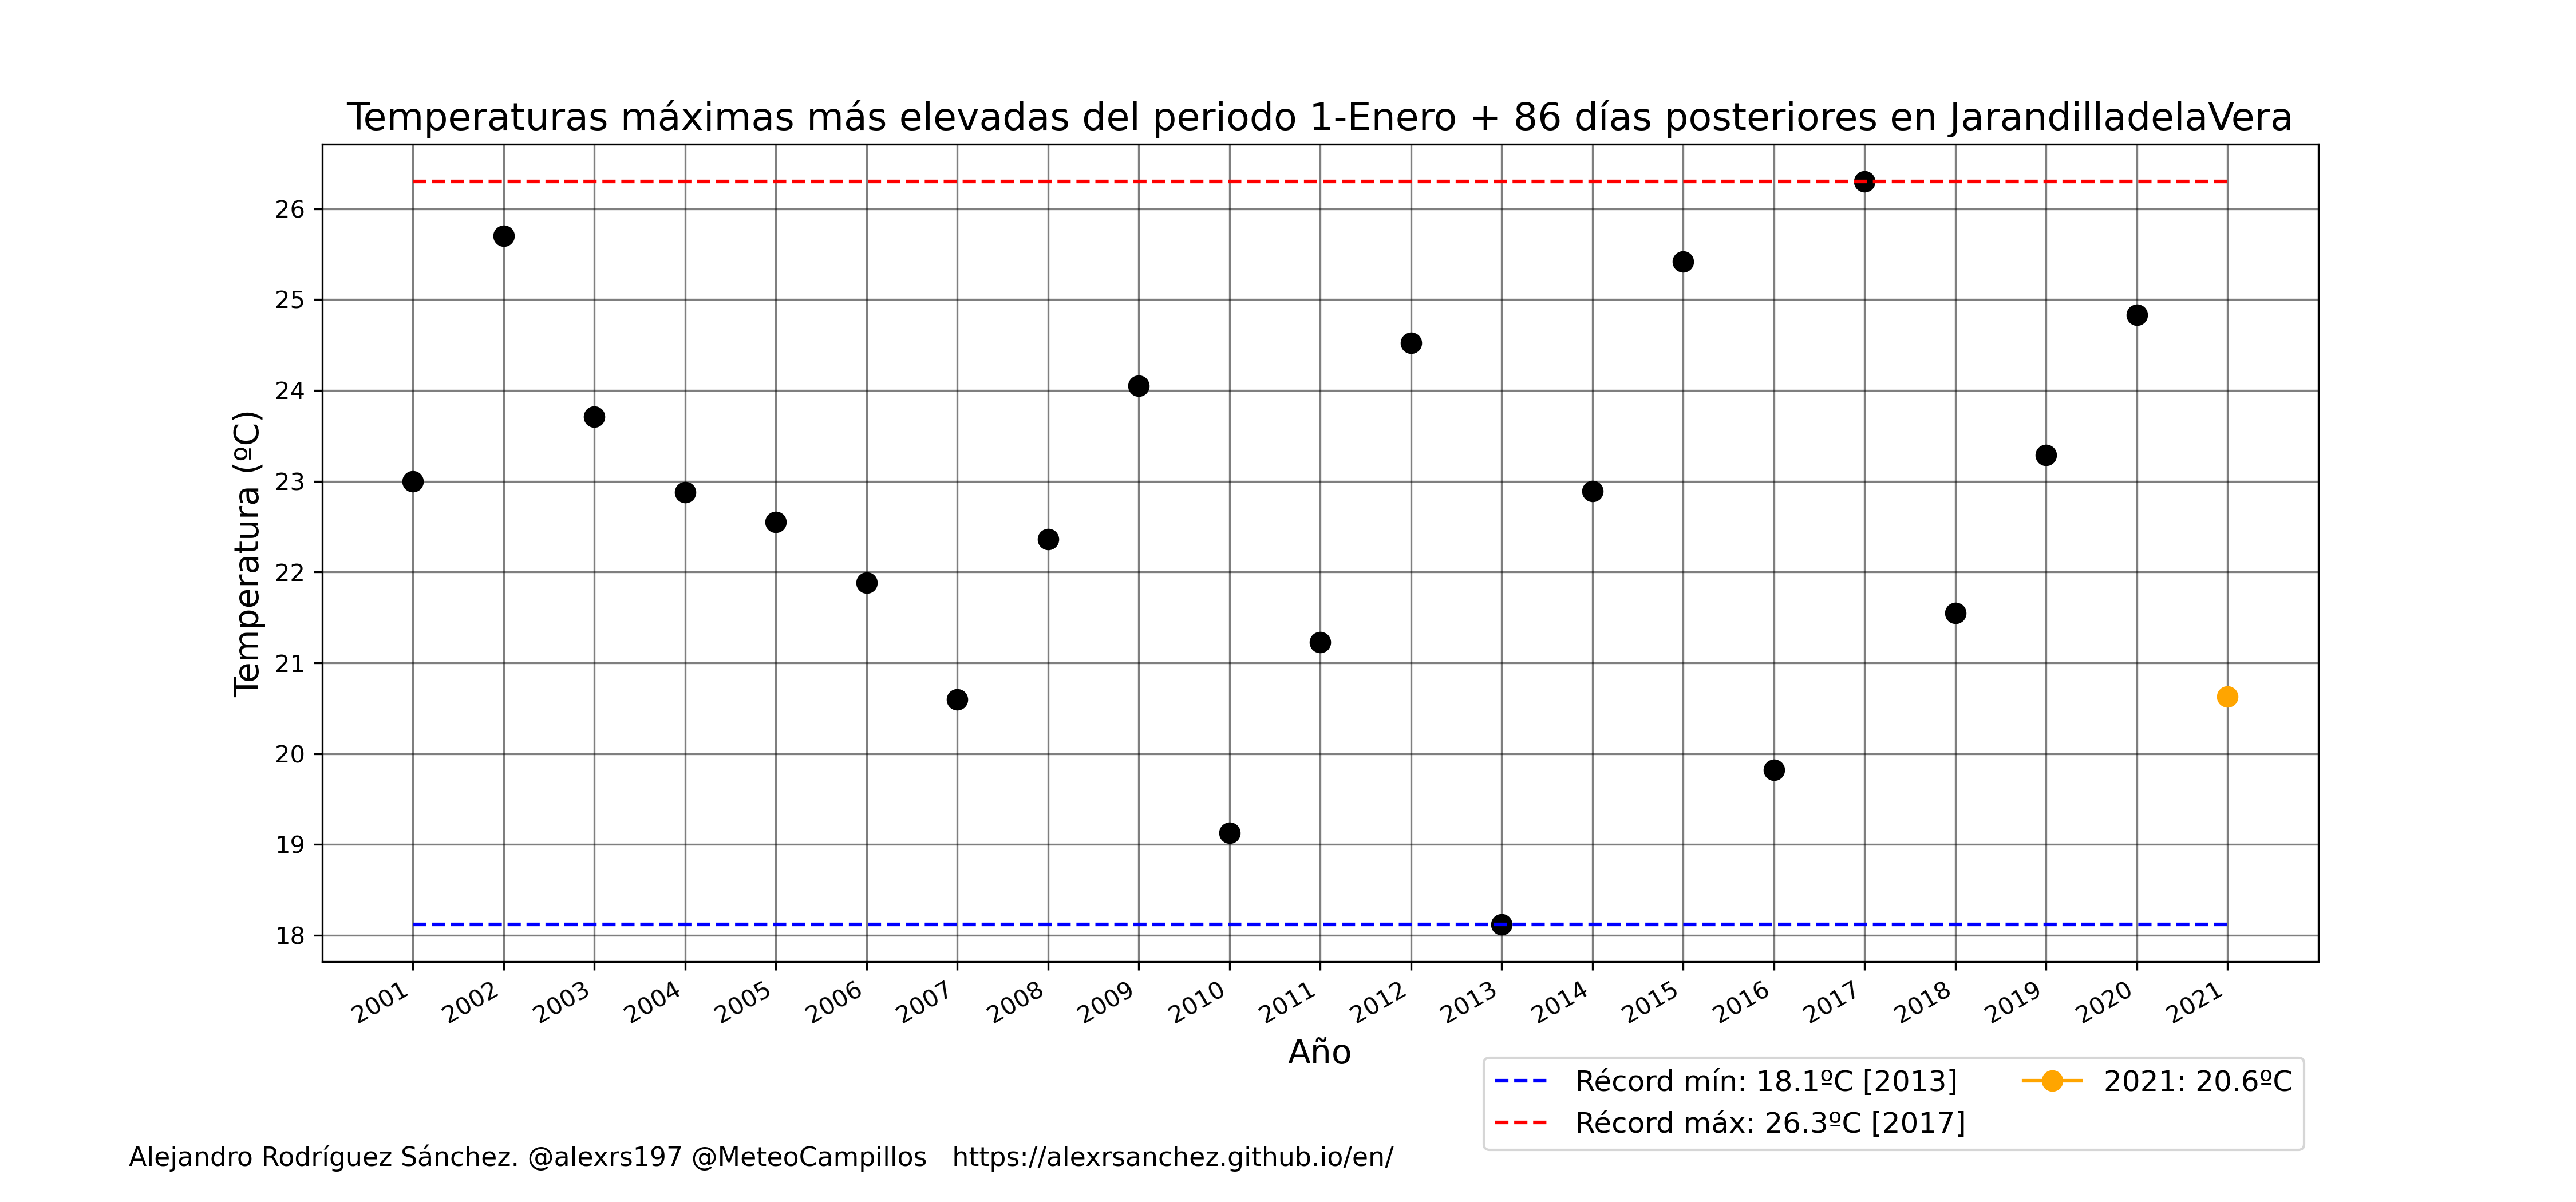 Temperaturas máximas más elevadas del periodo 1-Enero + 86 días posteriores en JarandilladelaVera
Temperatura (ºC)
26
25
24
23
22
21
20
19
18
2001 2002 2003 2004 2005 2006 2007 2008 2009 2010 2011 2012 2013 2014 2015 2016 2017 2018 2019 2020 2021
Año
Récord mín: 18.1ºC [2013]
Récord máx: 26.3ºC [2017]
2021: 20.6ºC
Alejandro Rodríguez Sánchez. @alexrs197 @MeteoCampillos https://alexrsanchez.github.io/en/